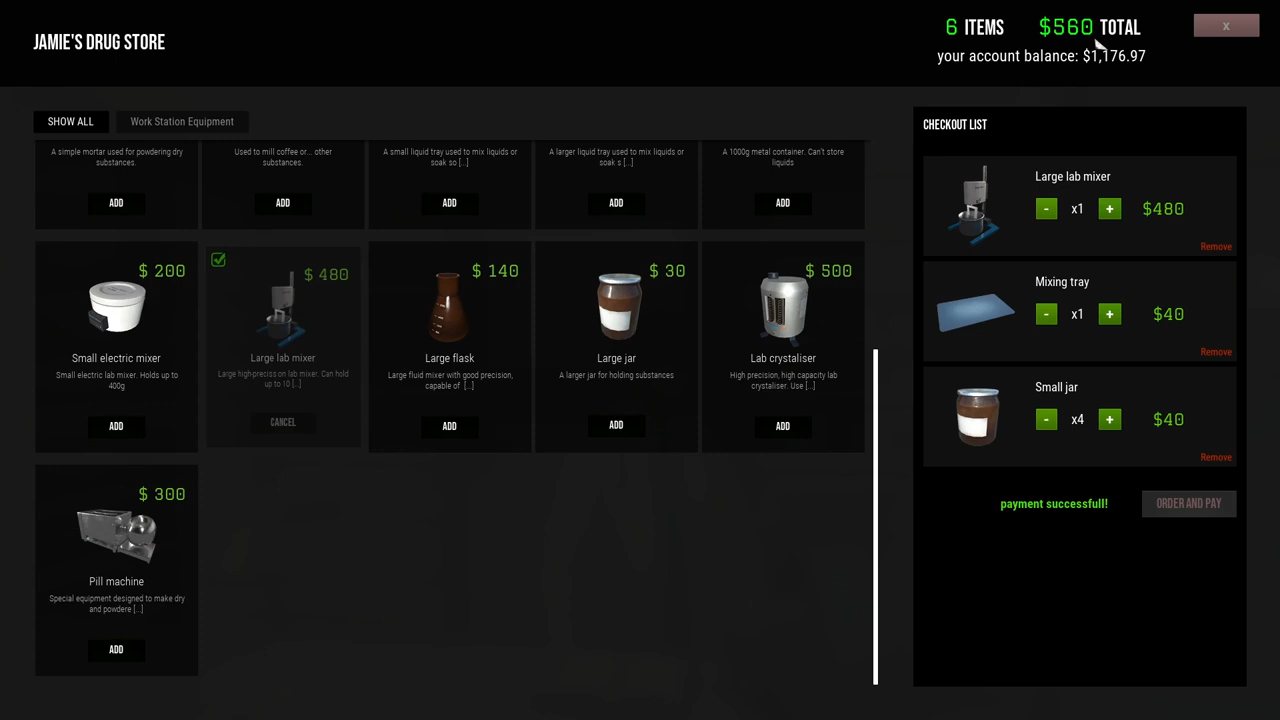 JAMIE'S DRUG STORE
6 ITEMS
$560 TOTAL
X
your account balance: $1,176.97
SHOW ALL
Work Station Equipment
A simple mortar used for powdering dry
substances.
ADD
Used to mill coffee or... other
substances.
ADD
A small liquid tray used to mix liquids or
soak so [...]
ADD
A larger liquid tray used to mix liquids or
soak s [...]
ADD
A 1000g metal container. Can't store
liquids
ADD
$ 200
Small electric mixer
Small electric lab mixer. Holds up to
400g
ADD
$ 480
Large lab mixer
Large high-preciss on lab mixer. Can hold
up to 10 [...]
CANCEL
$ 140
Large flask
Large fluid mixer with good precision,
capable of [...]
ADD
$ 30
Large jar
A larger jar for holding substances
ADD
$ 500
Lab crystaliser
High precision, high capacity lab
crystaliser. Use [...]
ADD
$ 300
Pill machine
Special equipment designed to make dry
and powdere [...]
ADD
CHECKOUT LIST
Large lab mixer
- x1 + $480
Remove
Mixing tray
- x1 + $40
Remove
Small jar
- x4 + $40
Remove
payment successfull!
ORDER AND PAY